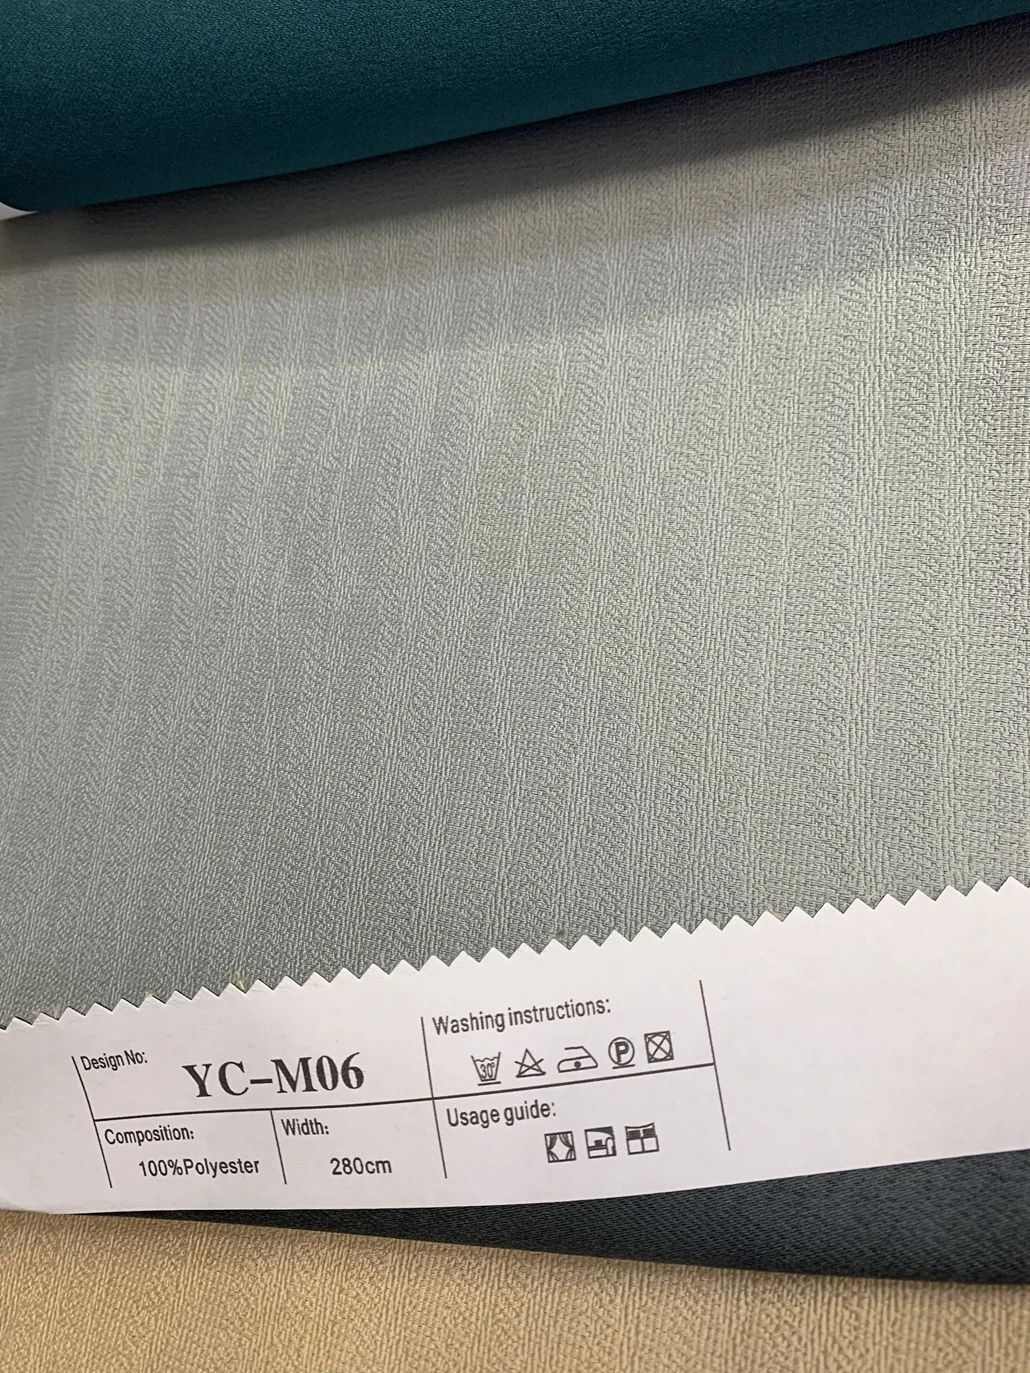 Design No:
YC-M06
Composition:
100%Polyester
Width:
280cm
Washing instructions:
30°
P
Usage guide: